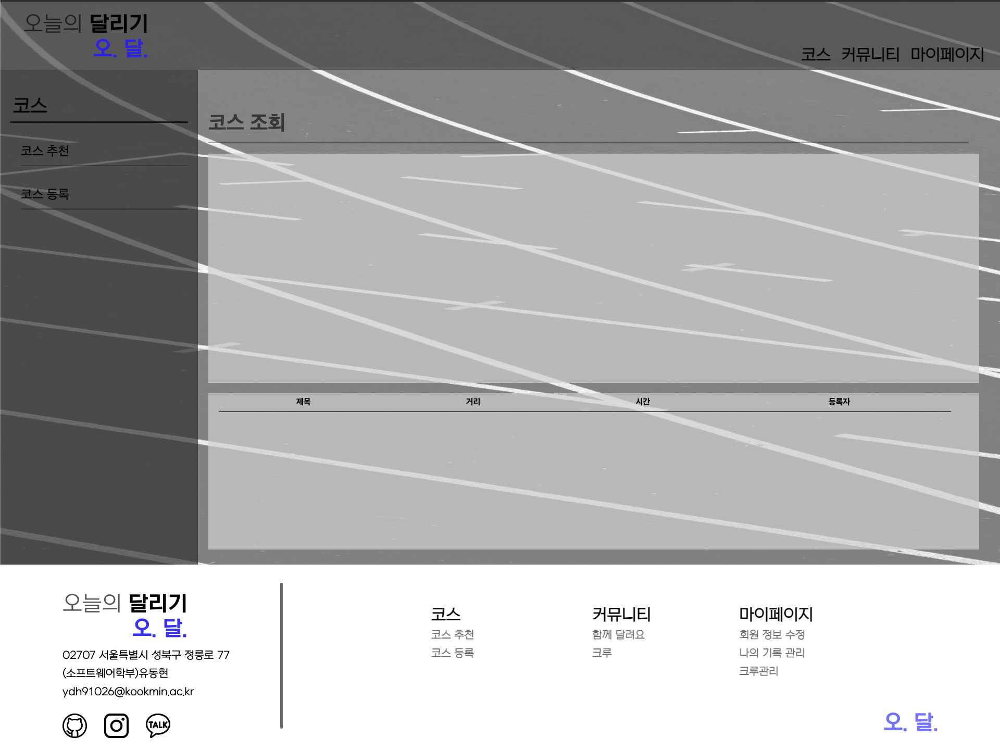 오늘의 달리기
오. 달.
코스 커뮤니티 마이페이지
코스
코스 추천
코스 등록
코스 조회
제목 거리 시간 등록자
오늘의 달리기
오. 달.
02707 서울특별시 성북구 정릉로 77
(소프트웨어학부)유동현
ydh91026@kookmin.ac.kr
TALK
코스
코스 추천
코스 등록
커뮤니티
함께 달려요
크루
마이페이지
회원 정보 수정
나의 기록 관리
크루관리
오. 달.